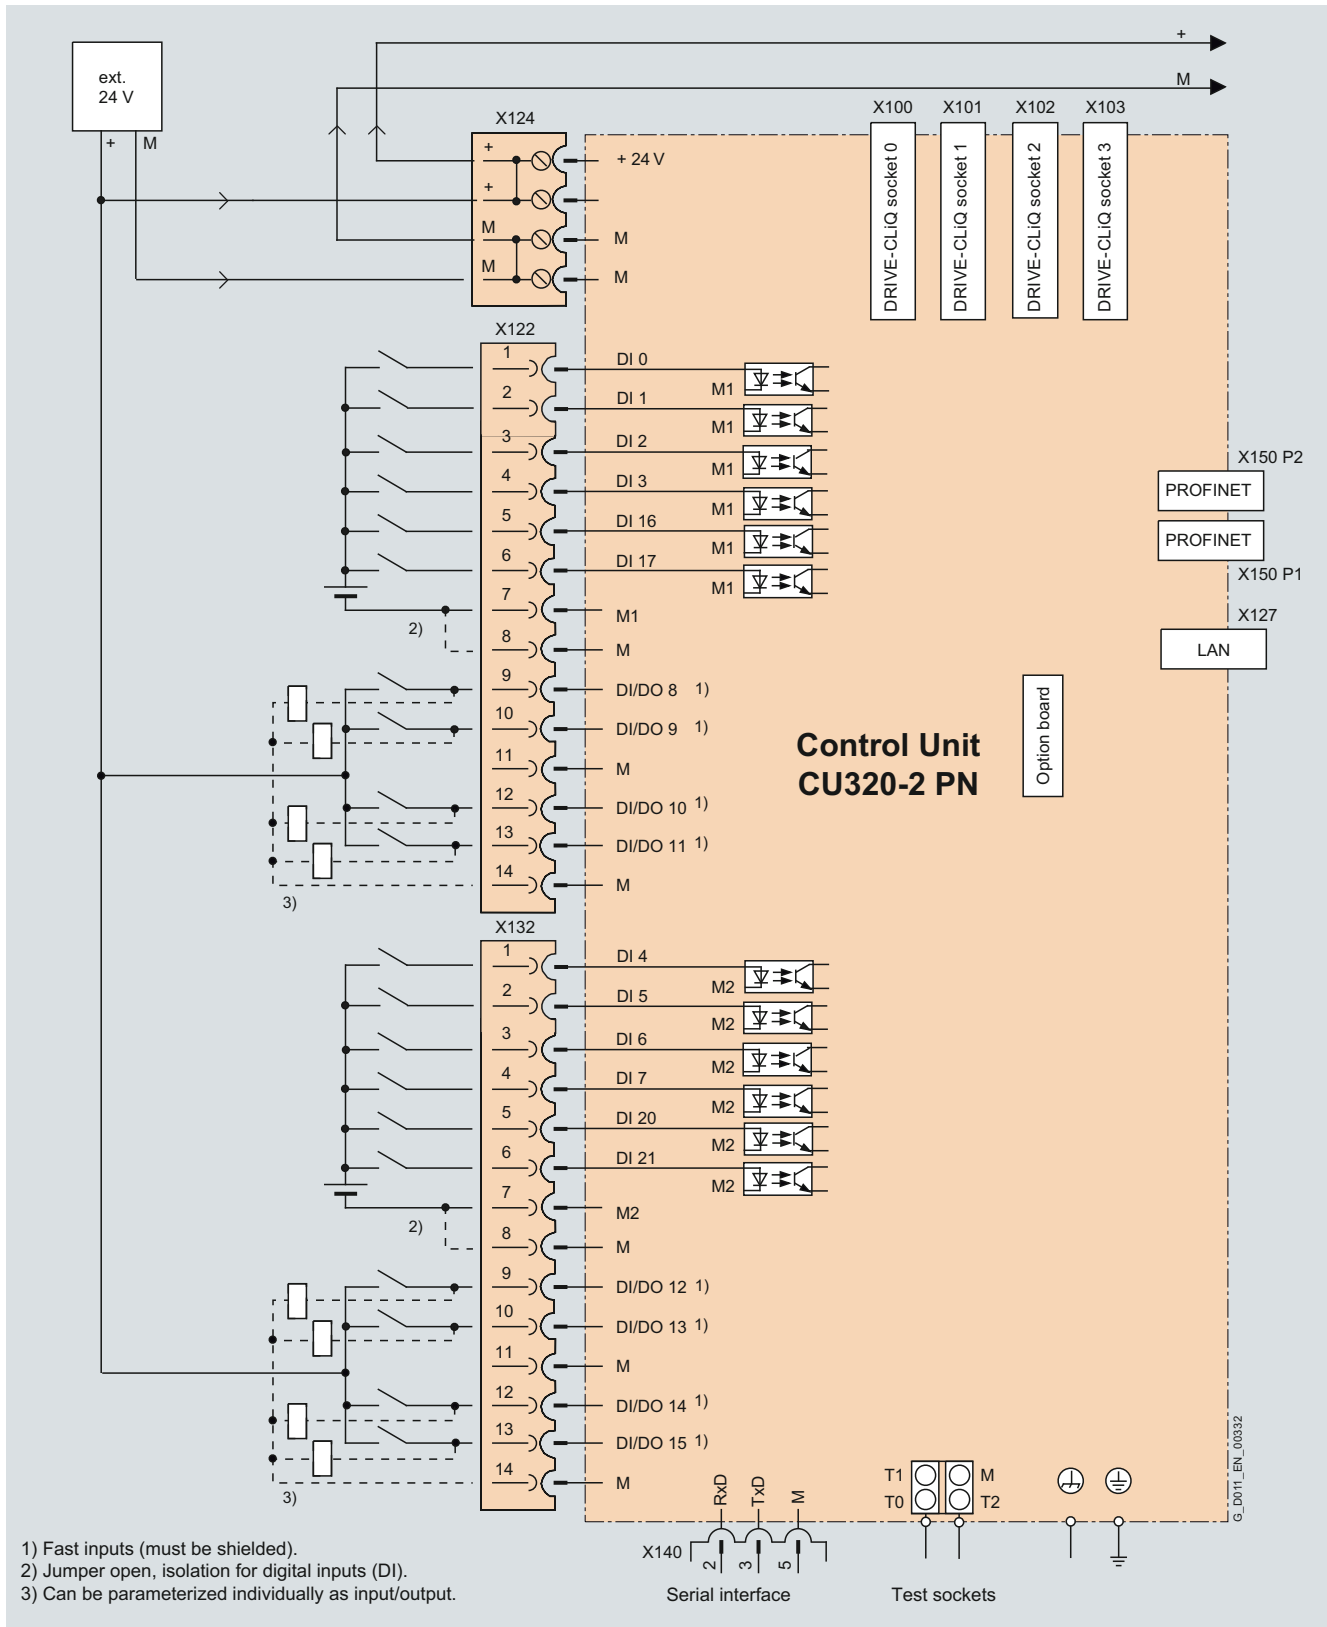 ext.
24 V
+ M
+
M
X124
+
+
M
M
+ 24 V
M
M
X100 X101 X102 X103
DRIVE-CLiQ socket 0
DRIVE-CLiQ socket 1
DRIVE-CLiQ socket 2
DRIVE-CLiQ socket 3
X122
1 DI 0 M1
2 DI 1 M1
3 DI 2 M1
4 DI 3 M1
5 DI 16 M1
6 DI 17 M1
7 M1
2)
8 M
9 DI/DO 8 1)
10 DI/DO 9 1)
11 M
12 DI/DO 10 1)
13 DI/DO 11 1)
14 M
3)
X150 P2
PROFINET
PROFINET
X150 P1
X127
LAN
Option board
Control Unit
CU320-2 PN
X132
1 DI 4 M2
2 DI 5 M2
3 DI 6 M2
4 DI 7 M2
5 DI 20 M2
6 DI 21 M2
7 M2
2)
8 M
9 DI/DO 12 1)
10 DI/DO 13 1)
11 M
12 DI/DO 14 1)
13 DI/DO 15 1)
14 M
3)
RxD TxD M
X140 2 3 5
Serial interface
T1 M
T0 T2
Test sockets
G_D011_EN_00332
1) Fast inputs (must be shielded).
2) Jumper open, isolation for digital inputs (DI).
3) Can be parameterized individually as input/output.